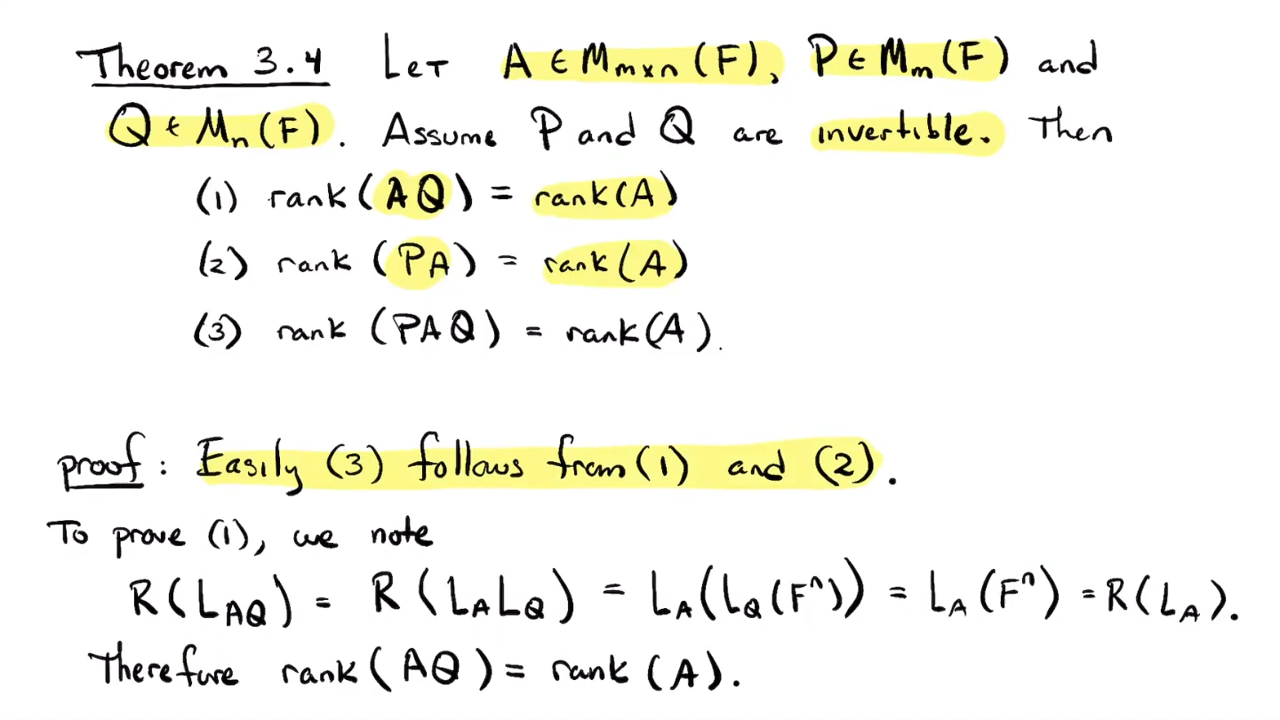 Theorem 3.4 Let A ∈ M_{m×n}(F), P ∈ M_m(F) and
Q ∈ M_n(F). Assume P and Q are invertible. Then
(1) rank(AQ) = rank(A)
(2) rank (PA) = rank(A)
(3) rank (PAQ) = rank(A).
proof: Easily (3) follows from (1) and (2).
To prove (1), we note
R(L_{AQ}) = R(L_A L_Q) = L_A(L_Q(F^n)) = L_A(F^n) = R(L_A).
Therefore rank(AQ) = rank(A).